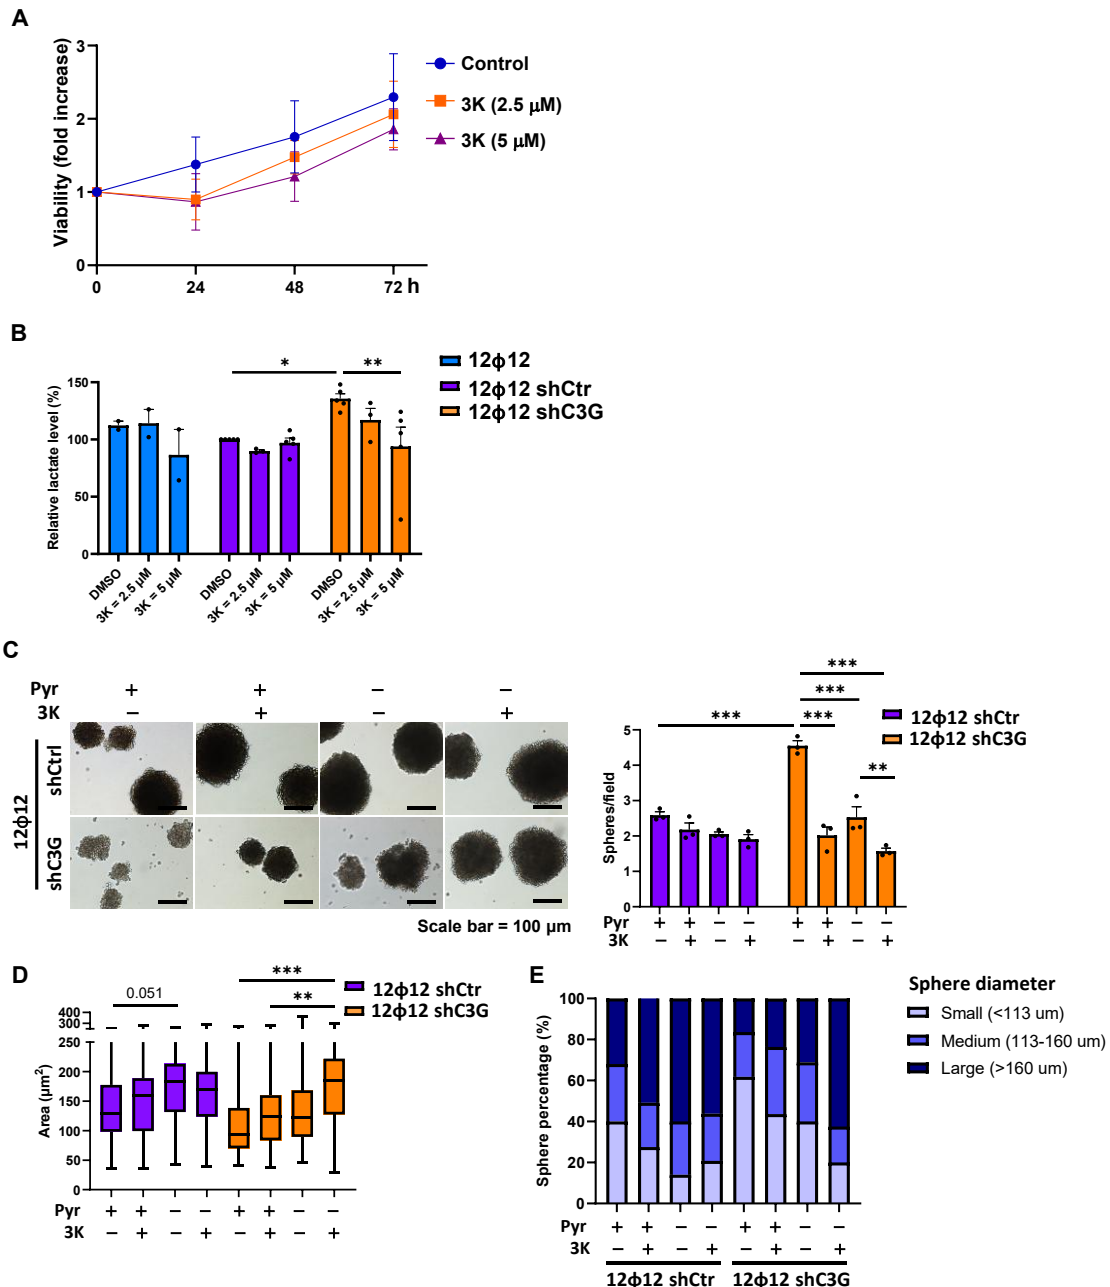 A
Viability (fold increase)
3
2
1
0
0 24 48 72 h
Control
3K (2.5 μM)
3K (5 μM)
B
Relative lactate level (%)
150
100
50
0
* **
12ϕ12
12ϕ12 shCtr
12ϕ12 shC3G
DMSO 3K = 2.5 μM 3K = 5 μM DMSO 3K = 2.5 μM 3K = 5 μM DMSO 3K = 2.5 μM 3K = 5 μM
C
Pyr + + − −
3K − + − +
12ϕ12
shCtrl
shC3G
Scale bar = 100 μm
Spheres/field
5
4
3
2
1
0
***
***
*** ***
**
12ϕ12 shCtr
12ϕ12 shC3G
Pyr + + − − + + − −
3K − + − + − + − +
D
Area (μm²)
400
300
250
200
150
100
50
0
0.051
***
**
12ϕ12 shCtr
12ϕ12 shC3G
Pyr + + − − + + − −
3K − + − + − + − +
E
Sphere percentage (%)
100
80
60
40
20
0
Sphere diameter
Small (<113 um)
Medium (113-160 um)
Large (>160 um)
Pyr + + − − + + − −
3K − + − + − + − +
12ϕ12 shCtr 12ϕ12 shC3G